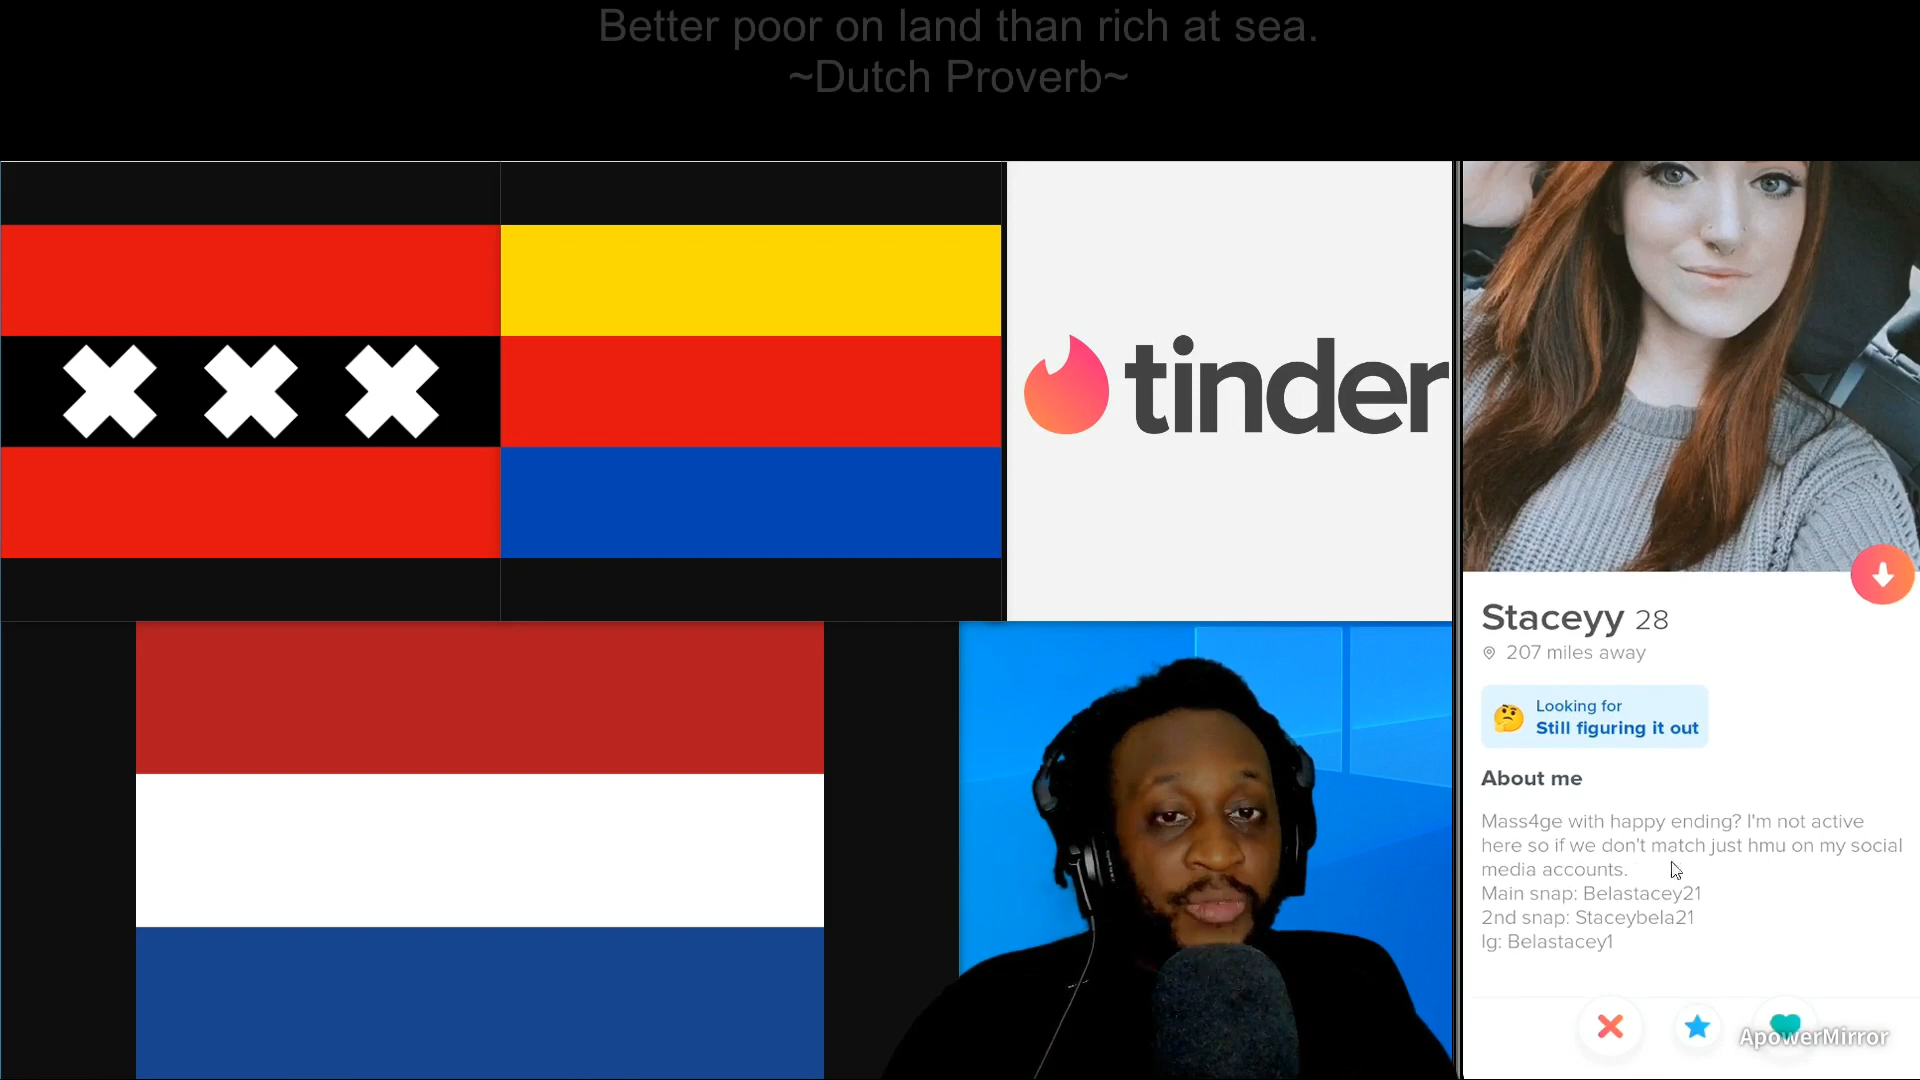 Better poor on land than rich at sea.
~Dutch Proverb~
tinder
Staceyy 28
207 miles away
Looking for
Still figuring it out
About me
Mass4ge with happy ending? I'm not active
here so if we don't match just hmu on my social
media accounts.
Main snap: Belastacey21
2nd snap: Staceybela21
Ig: Belastacey1
ApowerMirror